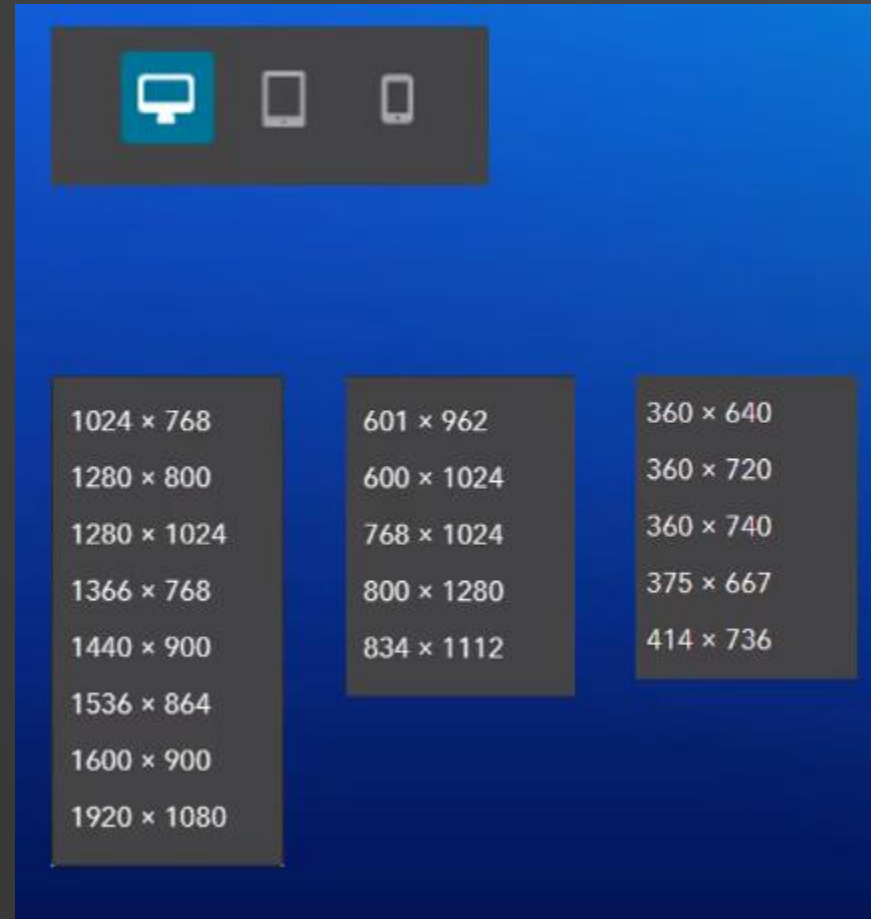 1024 × 768
1280 × 800
1280 × 1024
1366 × 768
1440 × 900
1536 × 864
1600 × 900
1920 × 1080
601 × 962
600 × 1024
768 × 1024
800 × 1280
834 × 1112
360 × 640
360 × 720
360 × 740
375 × 667
414 × 736